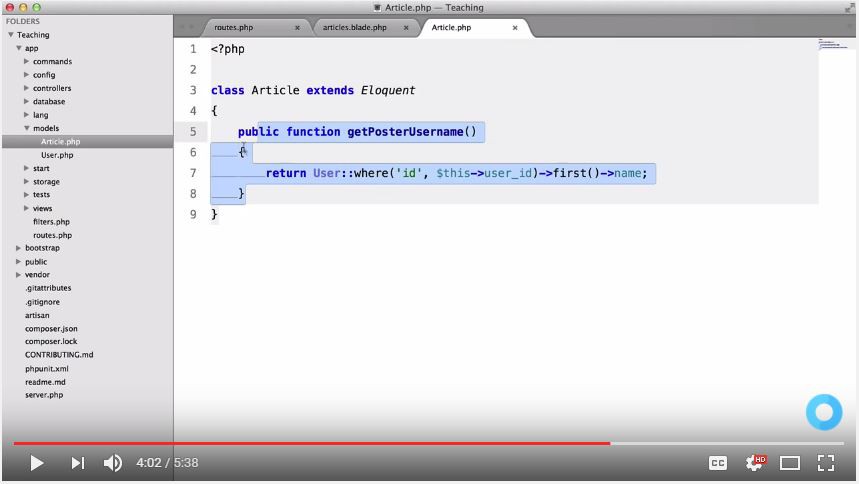 Article.php — Teaching
FOLDERS
Teaching
app
commands
config
controllers
database
lang
models
Article.php
User.php
start
storage
tests
views
filters.php
routes.php
bootstrap
public
vendor
.gitattributes
.gitignore
artisan
composer.json
composer.lock
CONTRIBUTING.md
phpunit.xml
readme.md
server.php
routes.php × articles.blade.php × Article.php ×
1 <?php
2
3 class Article extends Eloquent
4 {
5 public function getPosterUsername()
6 {
7 return User::where('id', $this->user_id)->first()->name;
8 }
9 }
4:02 / 5:38
CC
HD